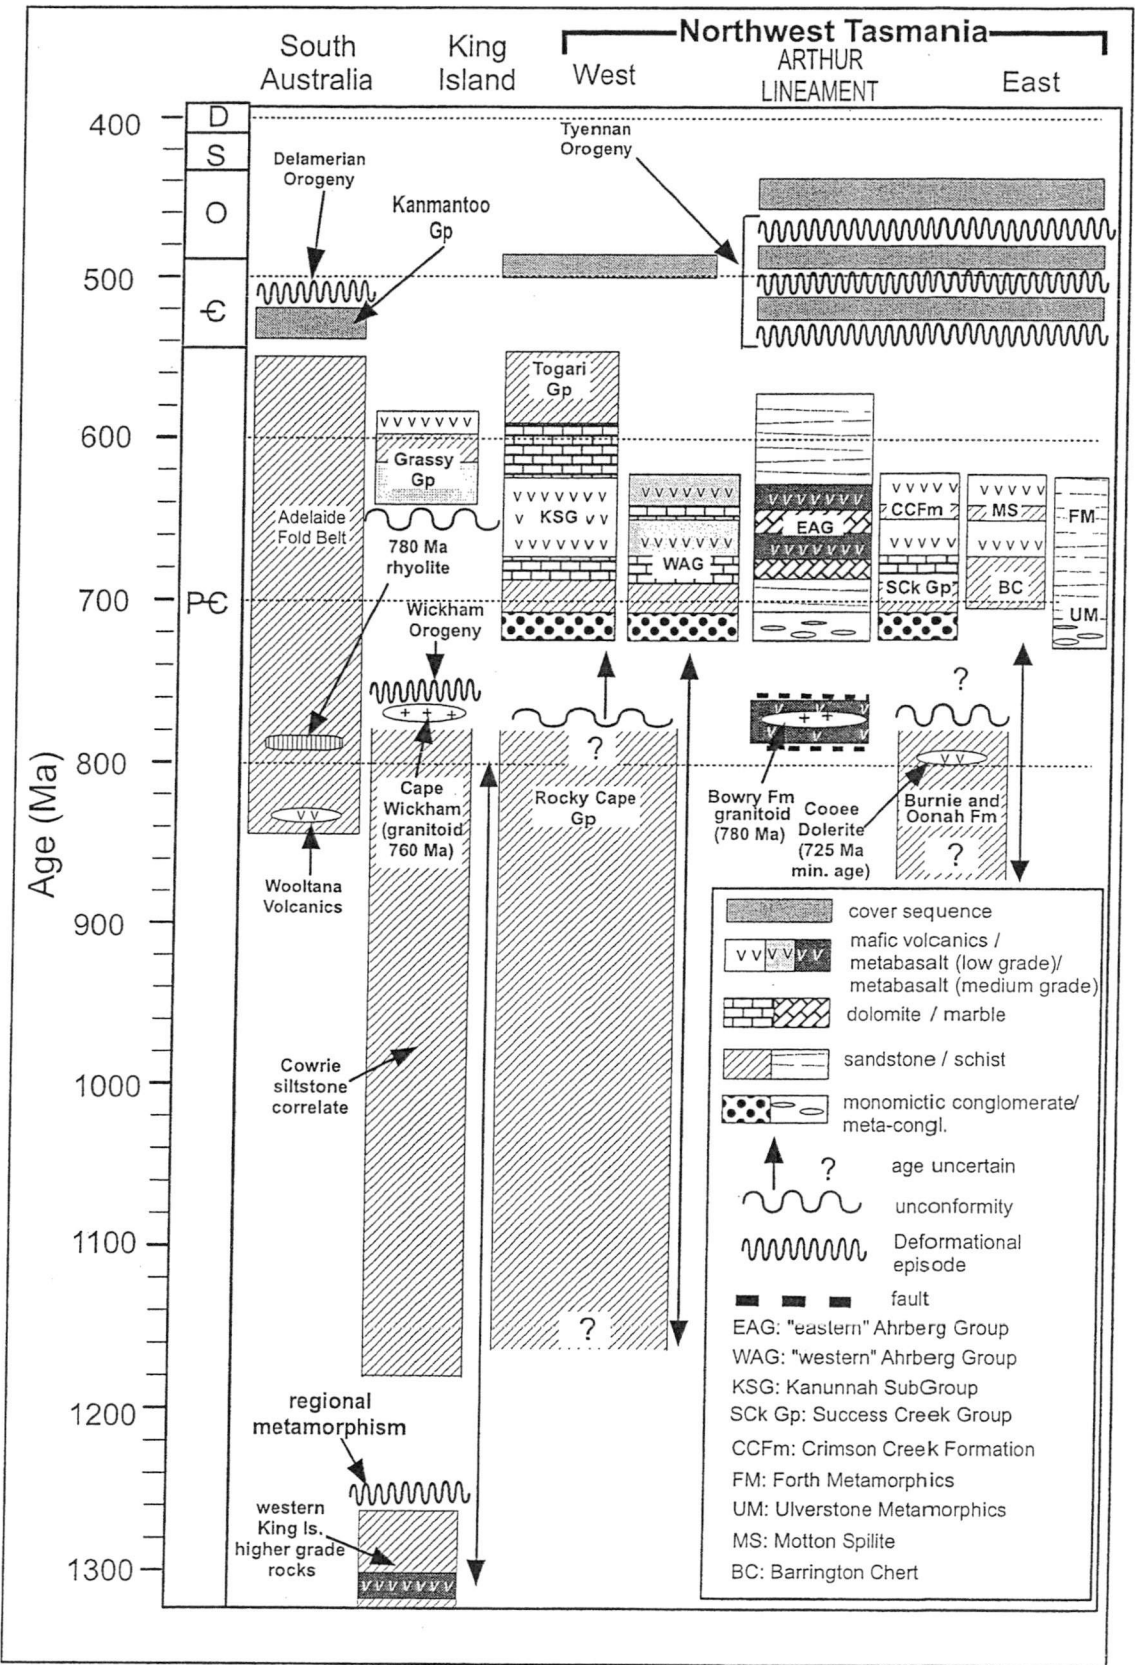 Northwest Tasmania
South
Australia
King
Island
West
ARTHUR
LINEAMENT
East
Age (Ma)
400
500
600
700
800
900
1000
1100
1200
1300
D
S
O
Є
PЄ
Delamerian
Orogeny
Kanmantoo
Gp
Tyennan
Orogeny
Adelaide
Fold Belt
Grassy
Gp
780 Ma
rhyolite
Wickham
Orogeny
Togari
Gp
KSG
WAG
EAG
CCFm
SCk Gp
MS
BC
FM
UM
?
?
Cape
Wickham
(granitoid
760 Ma)
Rocky Cape
Gp
Bowry Fm
granitoid
(780 Ma)
Cooee
Dolerite
(725 Ma
min. age)
Burnie and
Oonah Fm
?
Wooltana
Volcanics
Cowrie
siltstone
correlate
?
regional
metamorphism
western
King Is.
higher grade
rocks
cover sequence
mafic volcanics /
metabasalt (low grade)/
metabasalt (medium grade)
dolomite / marble
sandstone / schist
monomictic conglomerate/
meta-congl.
? age uncertain
unconformity
Deformational
episode
fault
EAG: "eastern" Ahrberg Group
WAG: "western" Ahrberg Group
KSG: Kanunnah SubGroup
SCk Gp: Success Creek Group
CCFm: Crimson Creek Formation
FM: Forth Metamorphics
UM: Ulverstone Metamorphics
MS: Motton Spilite
BC: Barrington Chert